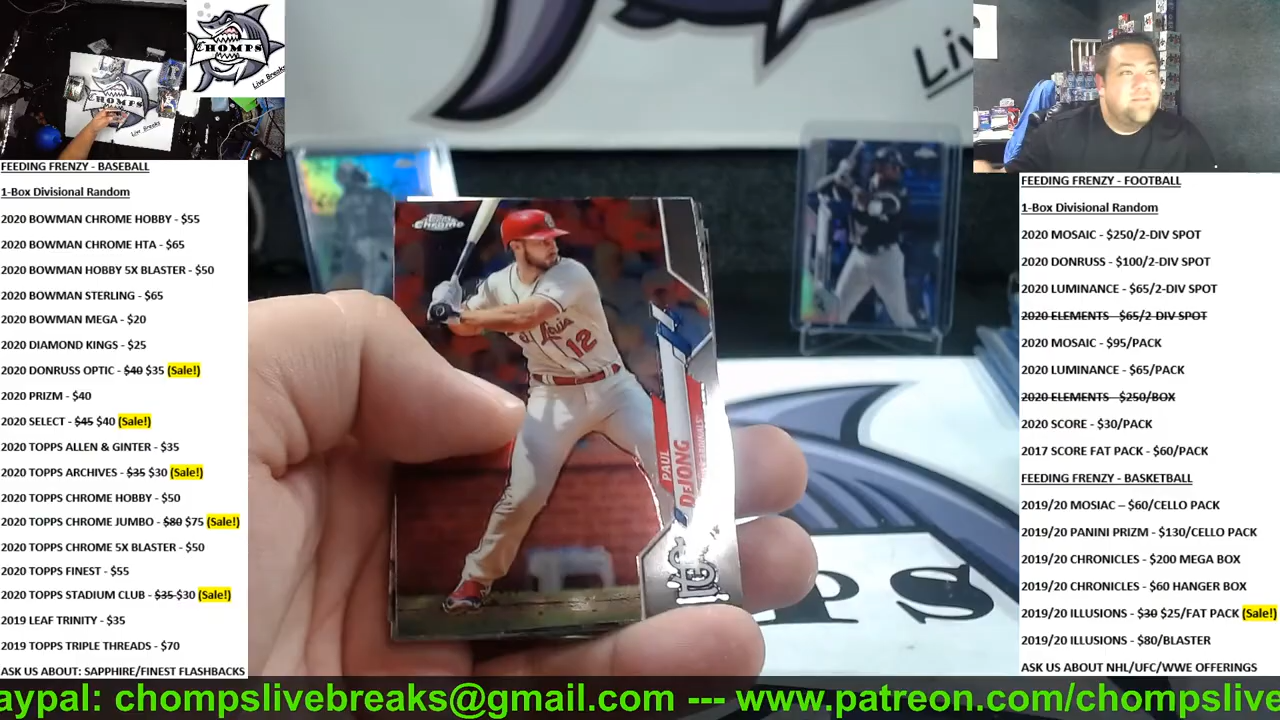 CHOMPS
Live Breaks
CHOMPS
Live Breaks
Li
FEEDING FRENZY - BASEBALL
1-Box Divisional Random
2020 BOWMAN CHROME HOBBY - $55
2020 BOWMAN CHROME HTA - $65
2020 BOWMAN HOBBY 5X BLASTER - $50
2020 BOWMAN STERLING - $65
2020 BOWMAN MEGA - $20
2020 DIAMOND KINGS - $25
2020 DONRUSS OPTIC - $40 $35 (Sale!)
2020 PRIZM - $40
2020 SELECT - $45 $40 (Sale!)
2020 TOPPS ALLEN & GINTER - $35
2020 TOPPS ARCHIVES - $35 $30 (Sale!)
2020 TOPPS CHROME HOBBY - $50
2020 TOPPS CHROME JUMBO - $80 $75 (Sale!)
2020 TOPPS CHROME 5X BLASTER - $50
2020 TOPPS FINEST - $55
2020 TOPPS STADIUM CLUB - $35 $30 (Sale!)
2019 LEAF TRINITY - $35
2019 TOPPS TRIPLE THREADS - $70
ASK US ABOUT: SAPPHIRE/FINEST FLASHBACKS
Topps
Chrome
St Louis
12
PAUL
DeJONG
PS
FEEDING FRENZY - FOOTBALL
1-Box Divisional Random
2020 MOSAIC - $250/2-DIV SPOT
2020 DONRUSS - $100/2-DIV SPOT
2020 LUMINANCE - $65/2-DIV SPOT
2020 ELEMENTS - $65/2-DIV SPOT
2020 MOSAIC - $95/PACK
2020 LUMINANCE - $65/PACK
2020 ELEMENTS - $250/BOX
2020 SCORE - $30/PACK
2017 SCORE FAT PACK - $60/PACK
FEEDING FRENZY - BASKETBALL
2019/20 MOSIAC – $60/CELLO PACK
2019/20 PANINI PRIZM - $130/CELLO PACK
2019/20 CHRONICLES - $200 MEGA BOX
2019/20 CHRONICLES - $60 HANGER BOX
2019/20 ILLUSIONS - $30 $25/FAT PACK (Sale!)
2019/20 ILLUSIONS - $80/BLASTER
ASK US ABOUT NHL/UFC/WWE OFFERINGS
aypal: chompslivebreaks@gmail.com --- www.patreon.com/chompslive